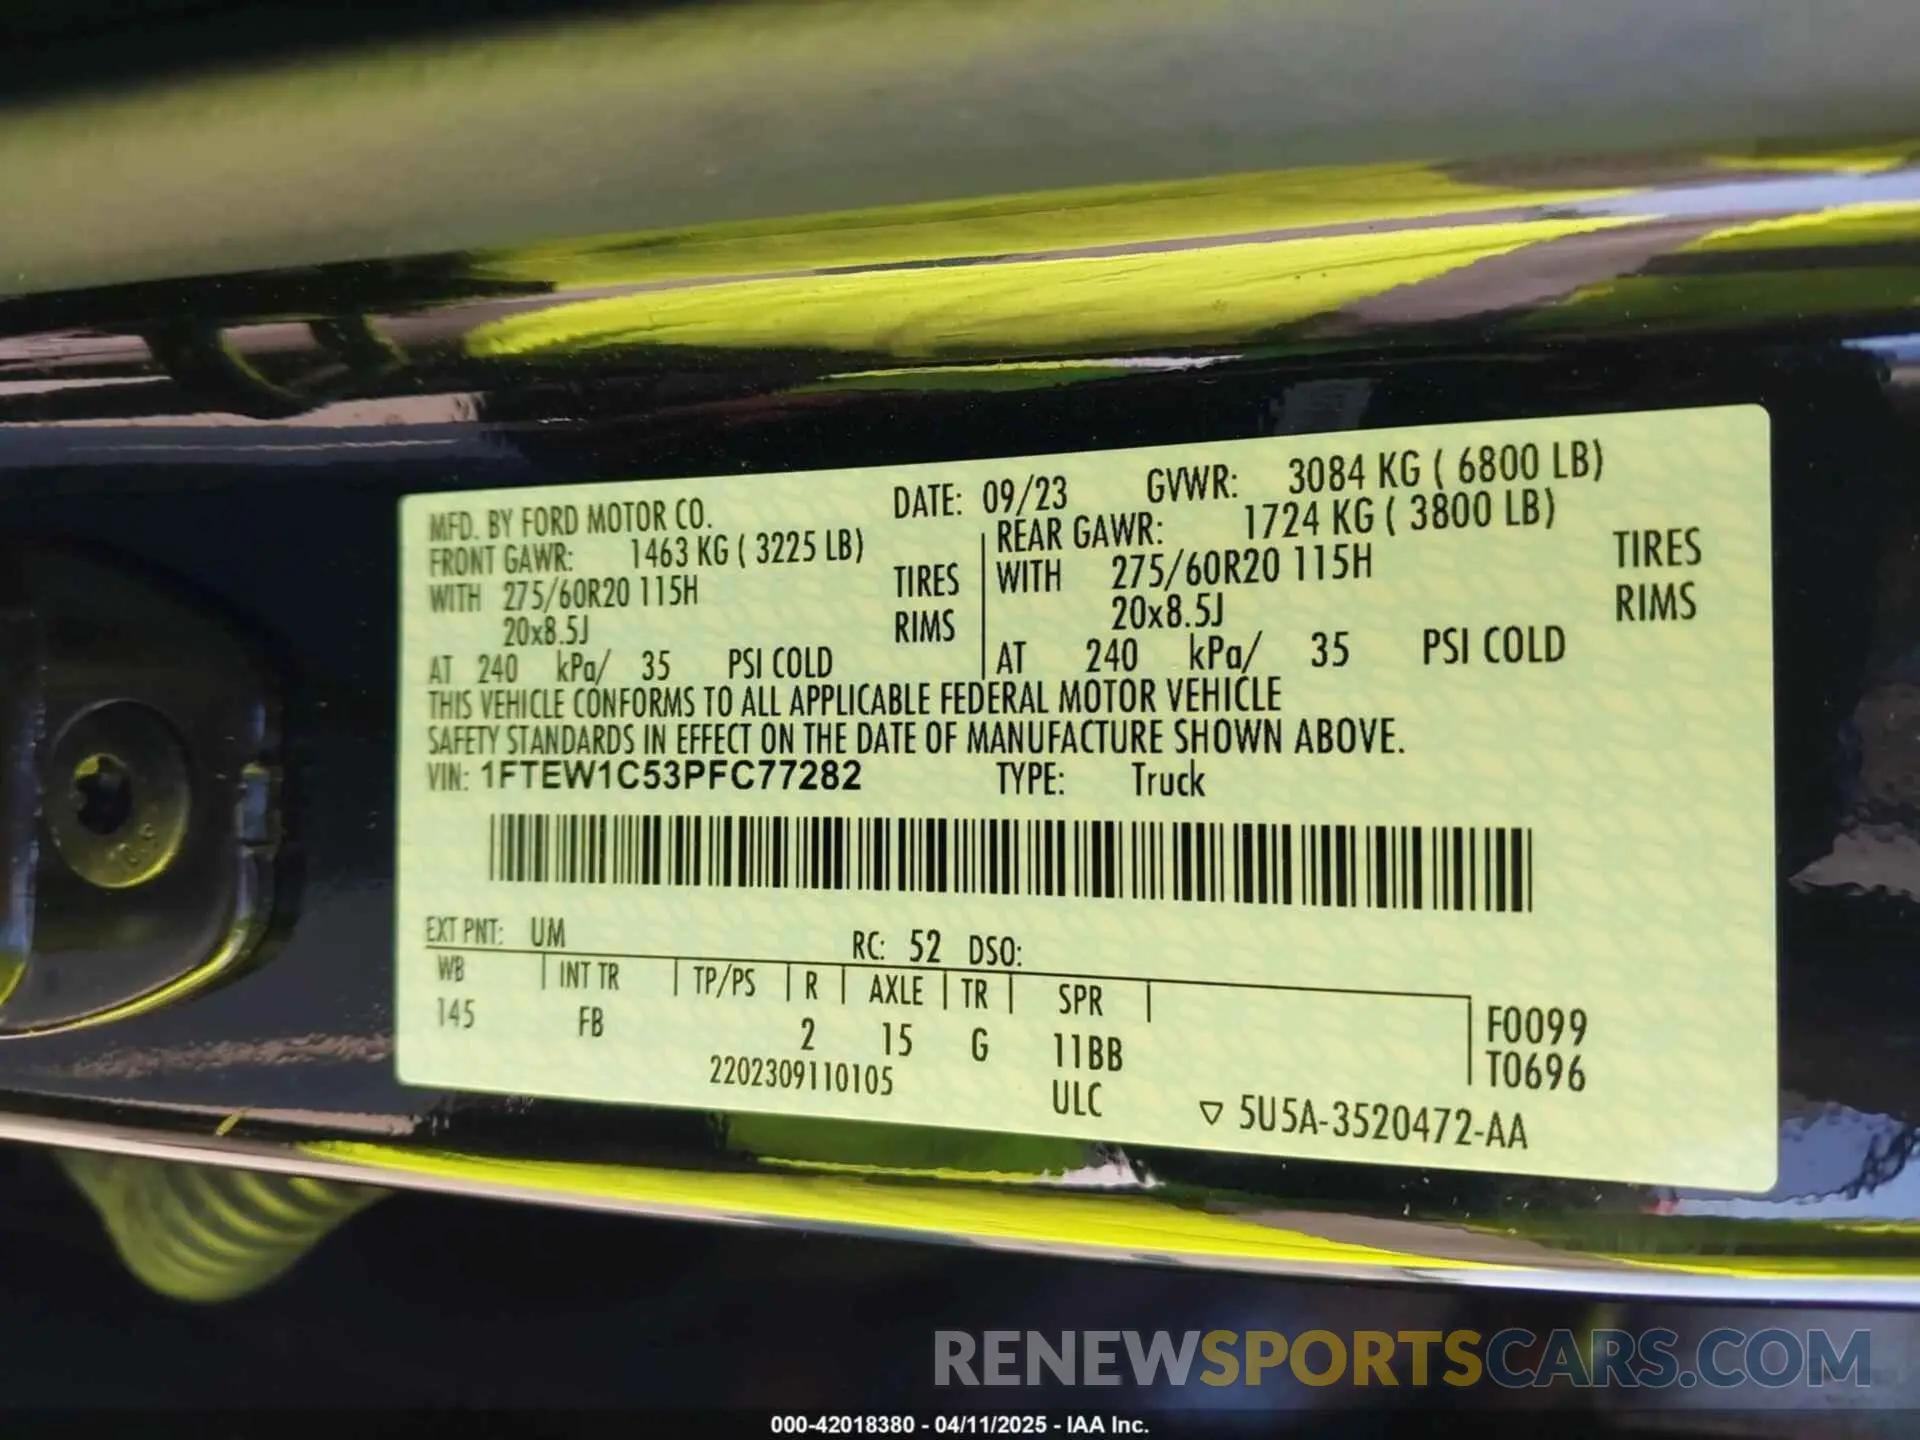 MFD. BY FORD MOTOR CO. DATE: 09/23 GVWR: 3084 KG ( 6800 LB)
FRONT GAWR: 1463 KG ( 3225 LB) REAR GAWR: 1724 KG ( 3800 LB)
WITH 275/60R20 115H TIRES WITH 275/60R20 115H TIRES
20x8.5J RIMS 20x8.5J RIMS
AT 240 kPa/ 35 PSI COLD AT 240 kPa/ 35 PSI COLD
THIS VEHICLE CONFORMS TO ALL APPLICABLE FEDERAL MOTOR VEHICLE
SAFETY STANDARDS IN EFFECT ON THE DATE OF MANUFACTURE SHOWN ABOVE.
VIN: 1FTEW1C53PFC77282 TYPE: Truck
EXT PNT: UM RC: 52 DSO:
WB INT TR TP/PS R AXLE TR SPR
145 FB 2 15 G 11BB F0099
T0696
2202309110105 ULC ▽ 5U5A-3520472-AA
10.9
RENEWSPORTSCARS.COM
000-42018380 - 04/11/2025 - IAA Inc.